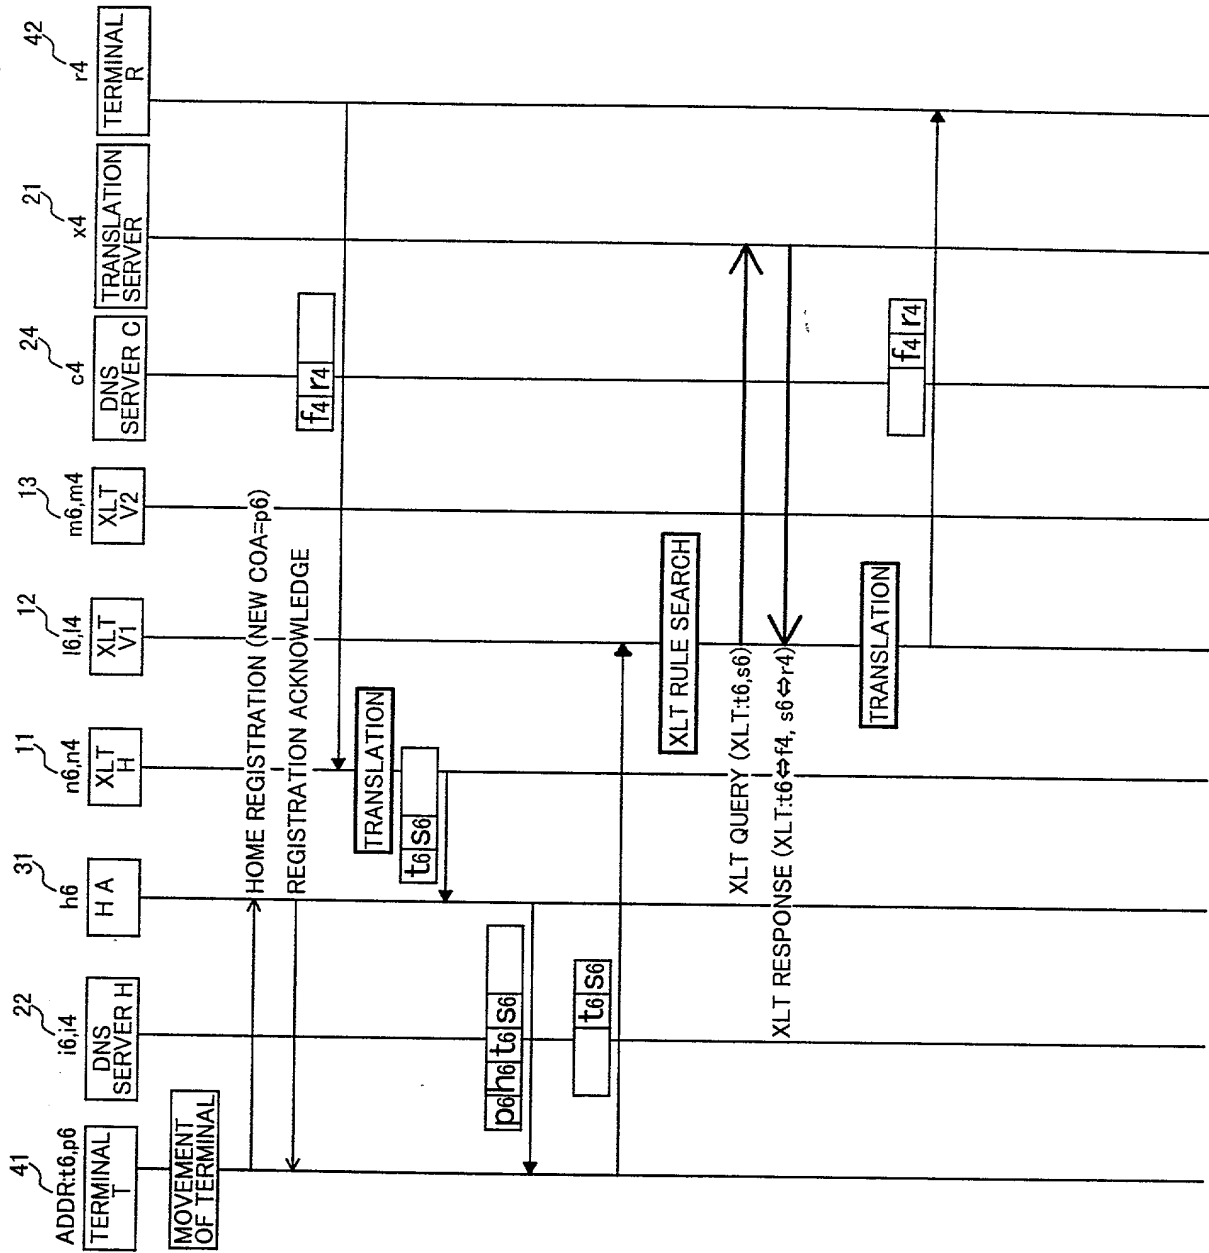 41
ADDR:t6,p6
TERMINAL
T
22
i6,i4
DNS
SERVER H
31
h6
H A
11
n6,n4
XLT
H
12
l6,l4
XLT
V1
13
m6,m4
XLT
V2
24
c4
DNS
SERVER C
21
x4
TRANSLATION
SERVER
42
r4
TERMINAL
R
MOVEMENT
OF TERMINAL
HOME REGISTRATION (NEW COA=p6)
REGISTRATION ACKNOWLEDGE
f4 r4
TRANSLATION
t6 s6
p6 h6 t6 s6
t6 s6
XLT RULE SEARCH
XLT QUERY (XLT:t6,s6)
XLT RESPONSE (XLT:t6⇔f4, s6⇔r4)
TRANSLATION
f4 r4